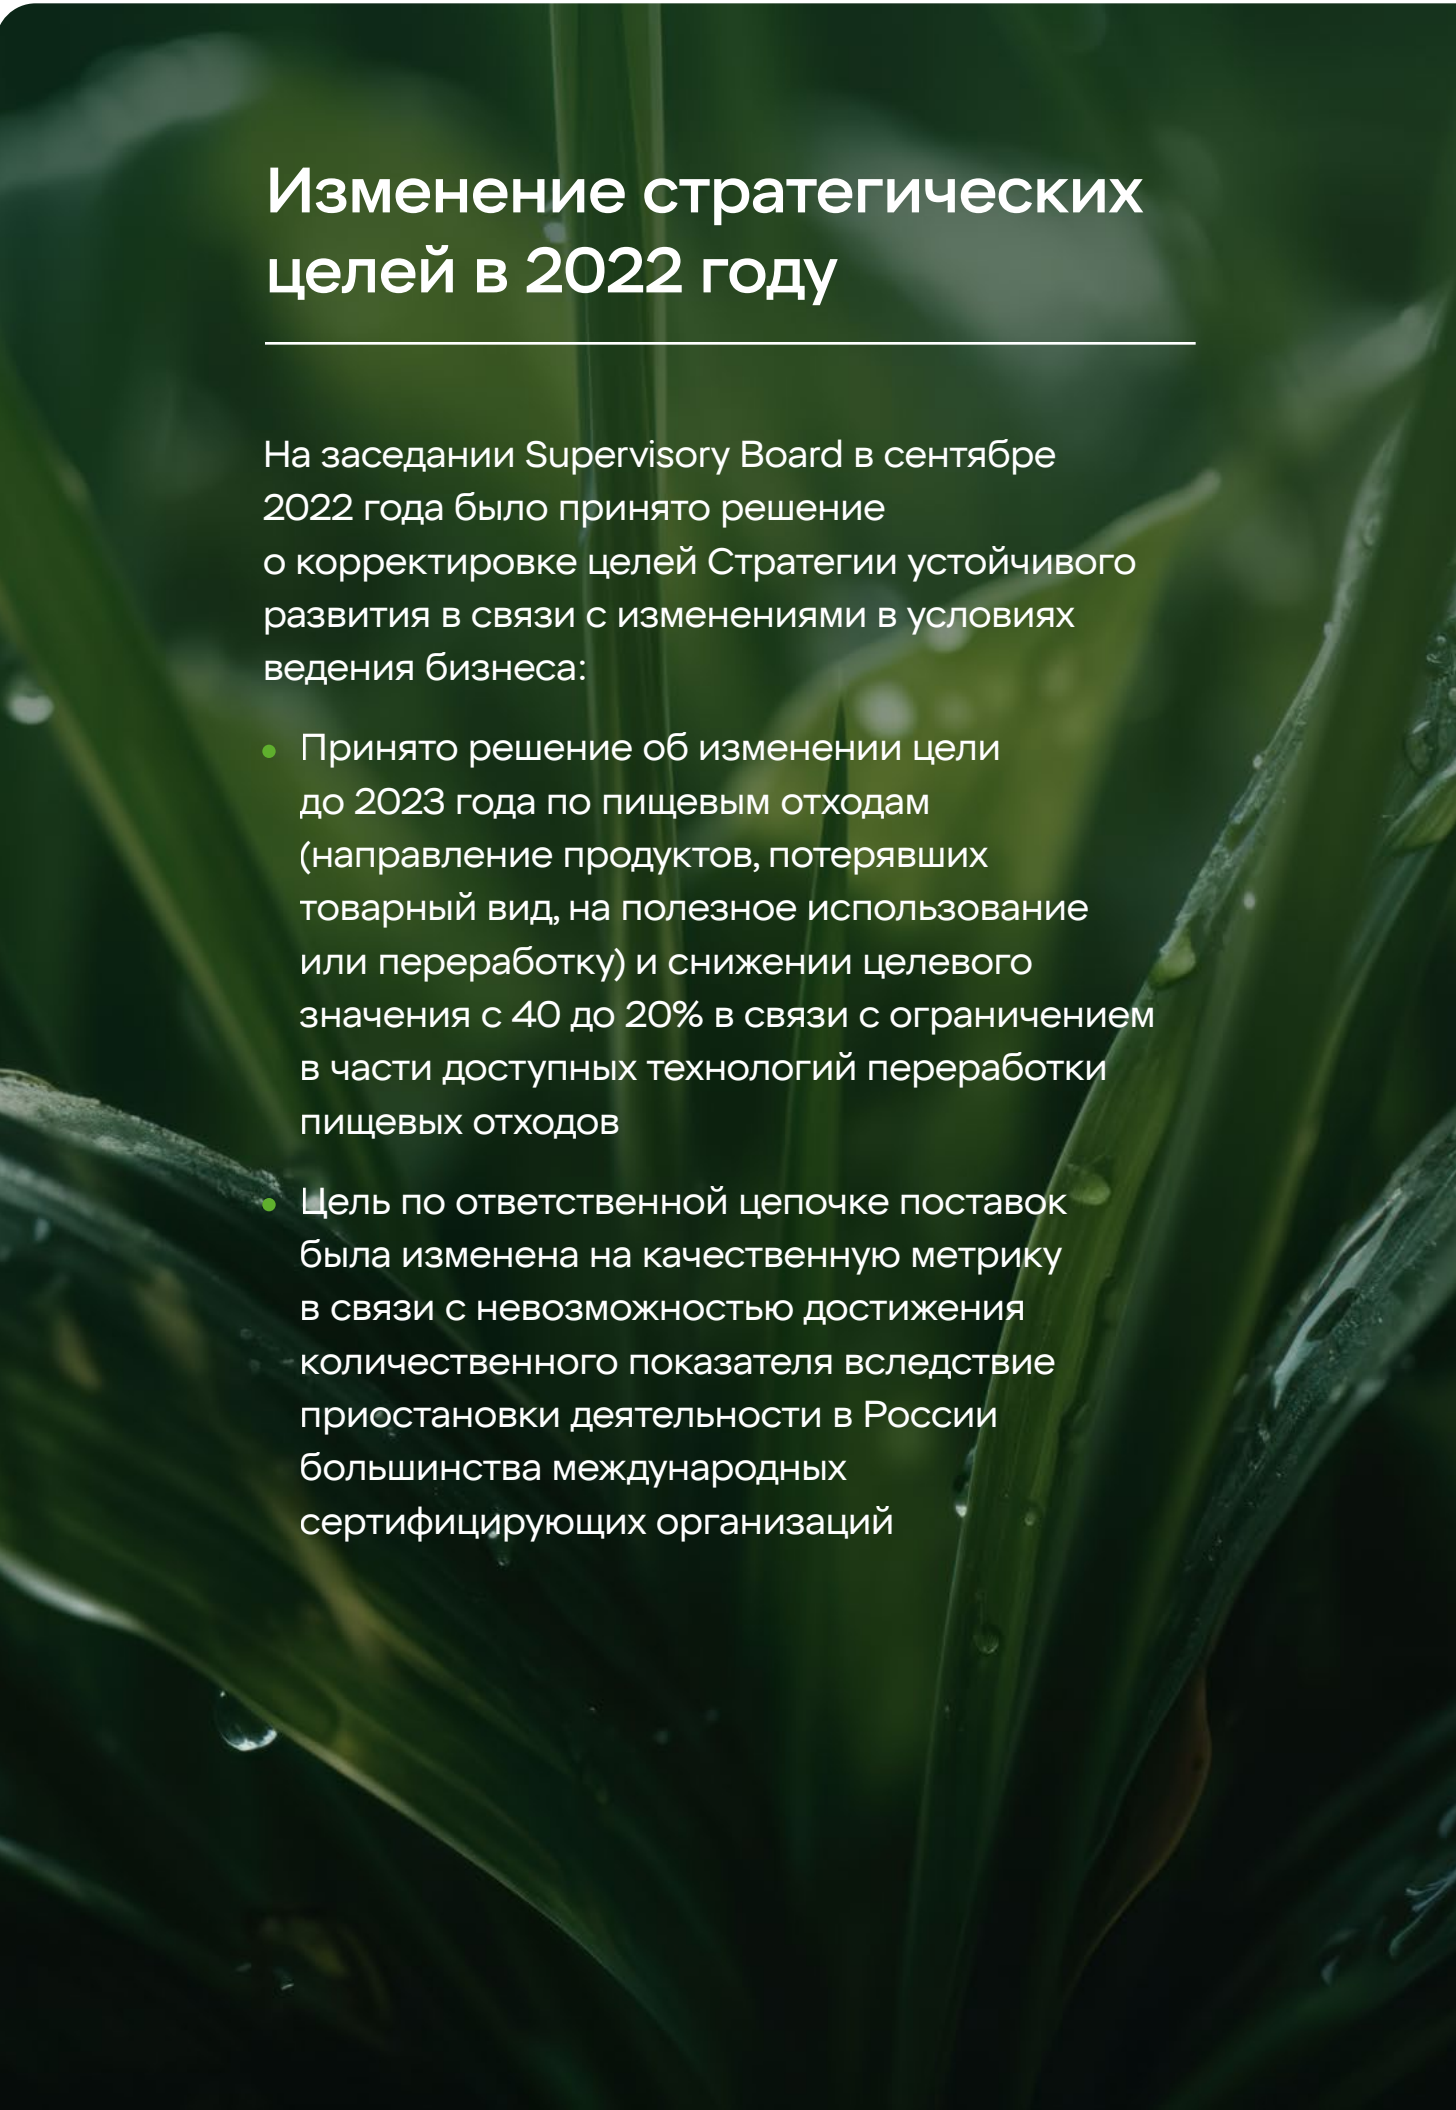 Изменение стратегических
целей в 2022 году
На заседании Supervisory Board в сентябре
2022 года было принято решение
о корректировке целей Стратегии устойчивого
развития в связи с изменениями в условиях
ведения бизнеса:
• Принято решение об изменении цели
до 2023 года по пищевым отходам
(направление продуктов, потерявших
товарный вид, на полезное использование
или переработку) и снижении целевого
значения с 40 до 20% в связи с ограничением
в части доступных технологий переработки
пищевых отходов
• Цель по ответственной цепочке поставок
была изменена на качественную метрику
в связи с невозможностью достижения
количественного показателя вследствие
приостановки деятельности в России
большинства международных
сертифицирующих организаций